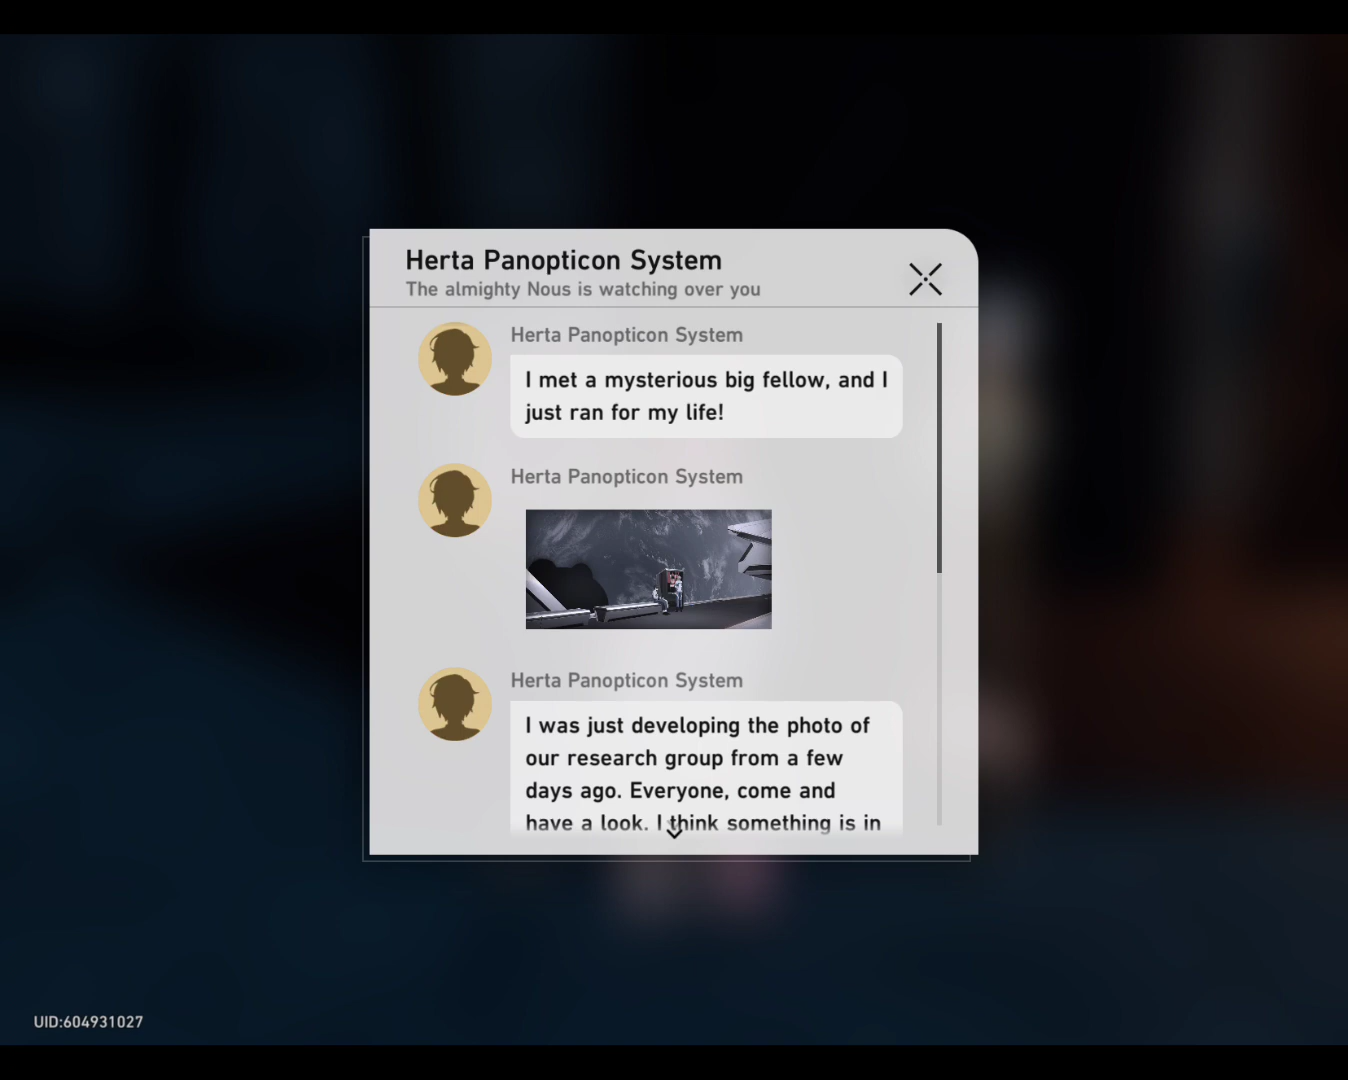 Herta Panopticon System
The almighty Nous is watching over you
Herta Panopticon System
I met a mysterious big fellow, and I
just ran for my life!
Herta Panopticon System
Herta Panopticon System
I was just developing the photo of
our research group from a few
days ago. Everyone, come and
have a look. I think something is in
UID:604931027